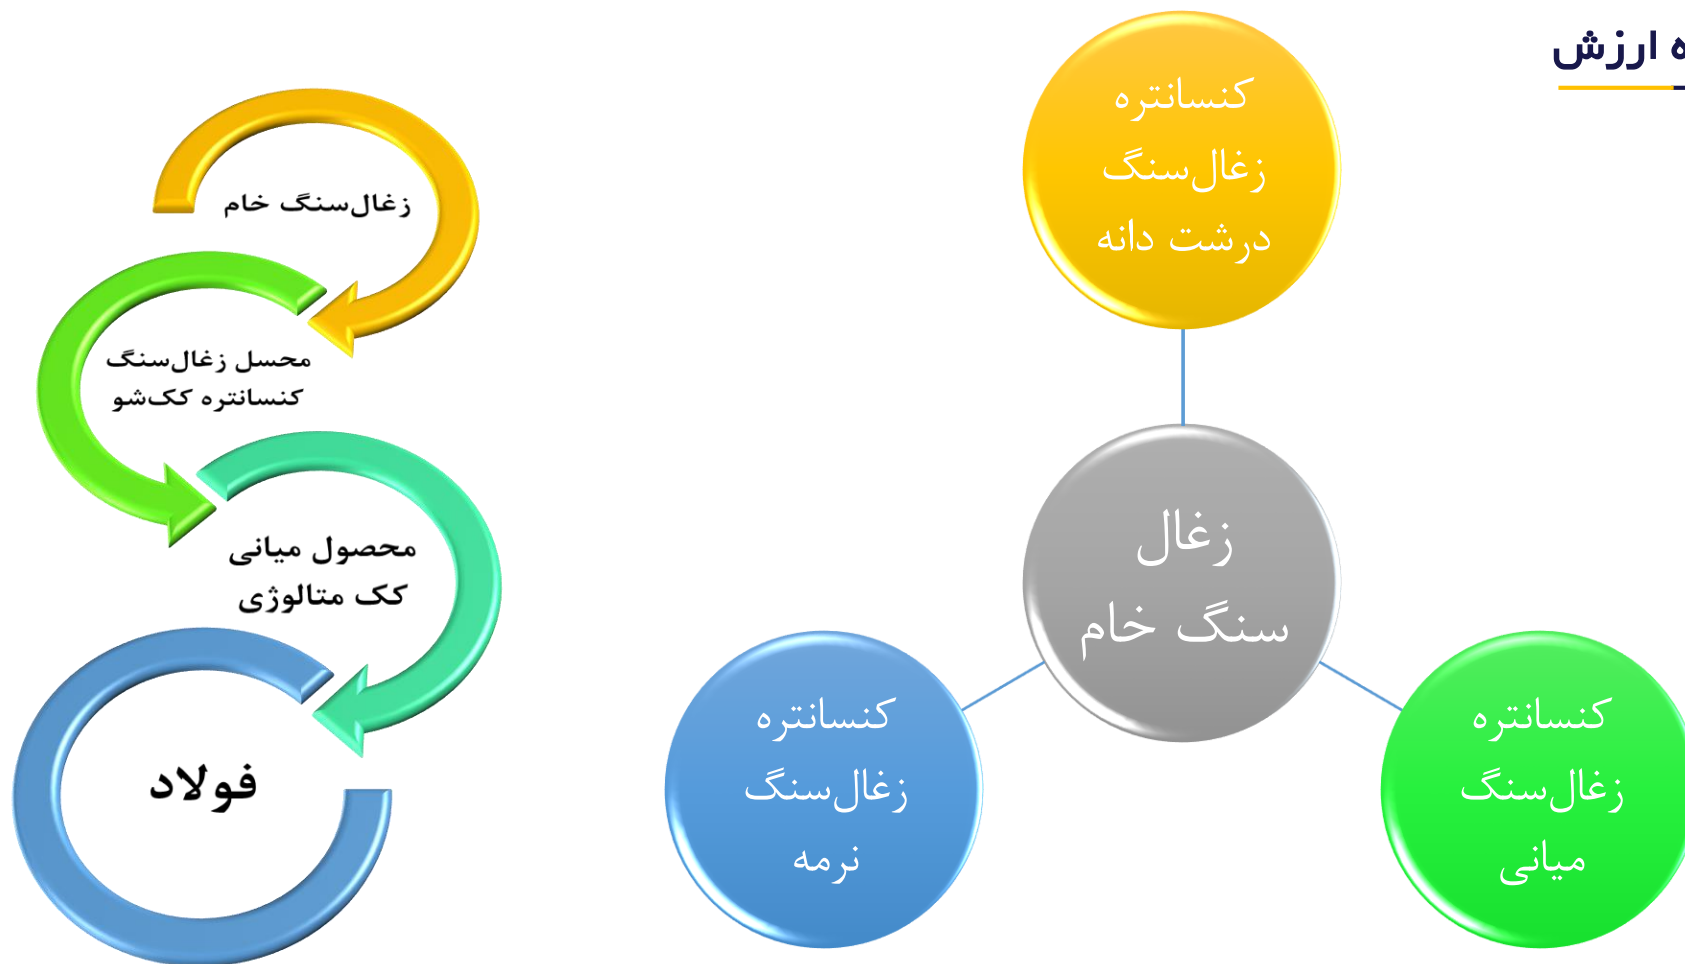 ارزش
کنسانتره
زغال‌سنگ
درشت دانه
زغال
سنگ خام
کنسانتره
زغال‌سنگ
میانی
کنسانتره
زغال‌سنگ
نرمه
زغال‌سنگ خام
محسل زغال‌سنگ
کنسانتره کک‌شو
محصول میانی
کک متالوژی
فولاد